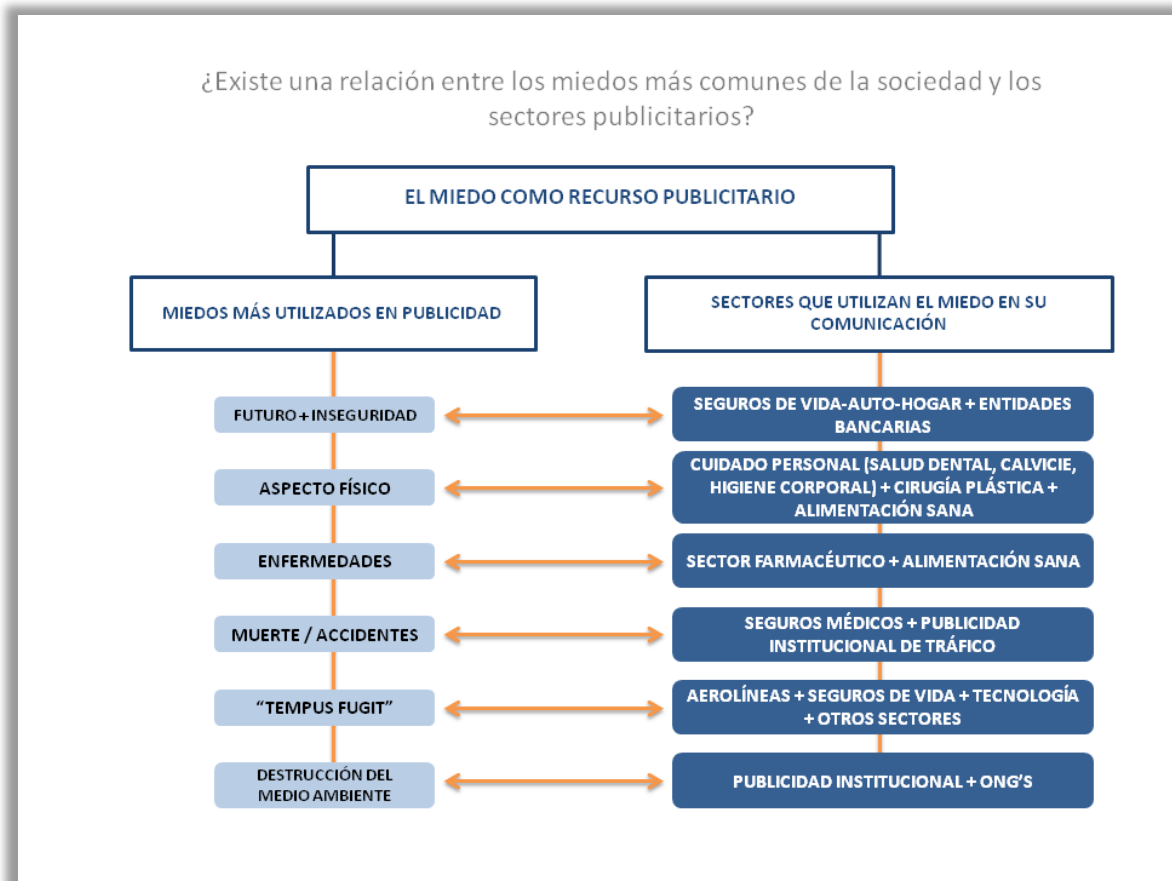 ¿Existe una relación entre los miedos más comunes de la sociedad y los
sectores publicitarios?
EL MIEDO COMO RECURSO PUBLICITARIO
MIEDOS MÁS UTILIZADOS EN PUBLICIDAD
SECTORES QUE UTILIZAN EL MIEDO EN SU
COMUNICACIÓN
FUTURO + INSEGURIDAD
SEGUROS DE VIDA-AUTO-HOGAR + ENTIDADES
BANCARIAS
ASPECTO FÍSICO
CUIDADO PERSONAL (SALUD DENTAL, CALVICIE,
HIGIENE CORPORAL) + CIRUGÍA PLÁSTICA +
ALIMENTACIÓN SANA
ENFERMEDADES
SECTOR FARMACÉUTICO + ALIMENTACIÓN SANA
MUERTE / ACCIDENTES
SEGUROS MÉDICOS + PUBLICIDAD
INSTITUCIONAL DE TRÁFICO
“TEMPUS FUGIT”
AEROLÍNEAS + SEGUROS DE VIDA + TECNOLOGÍA
+ OTROS SECTORES
DESTRUCCIÓN DEL
MEDIO AMBIENTE
PUBLICIDAD INSTITUCIONAL + ONG'S